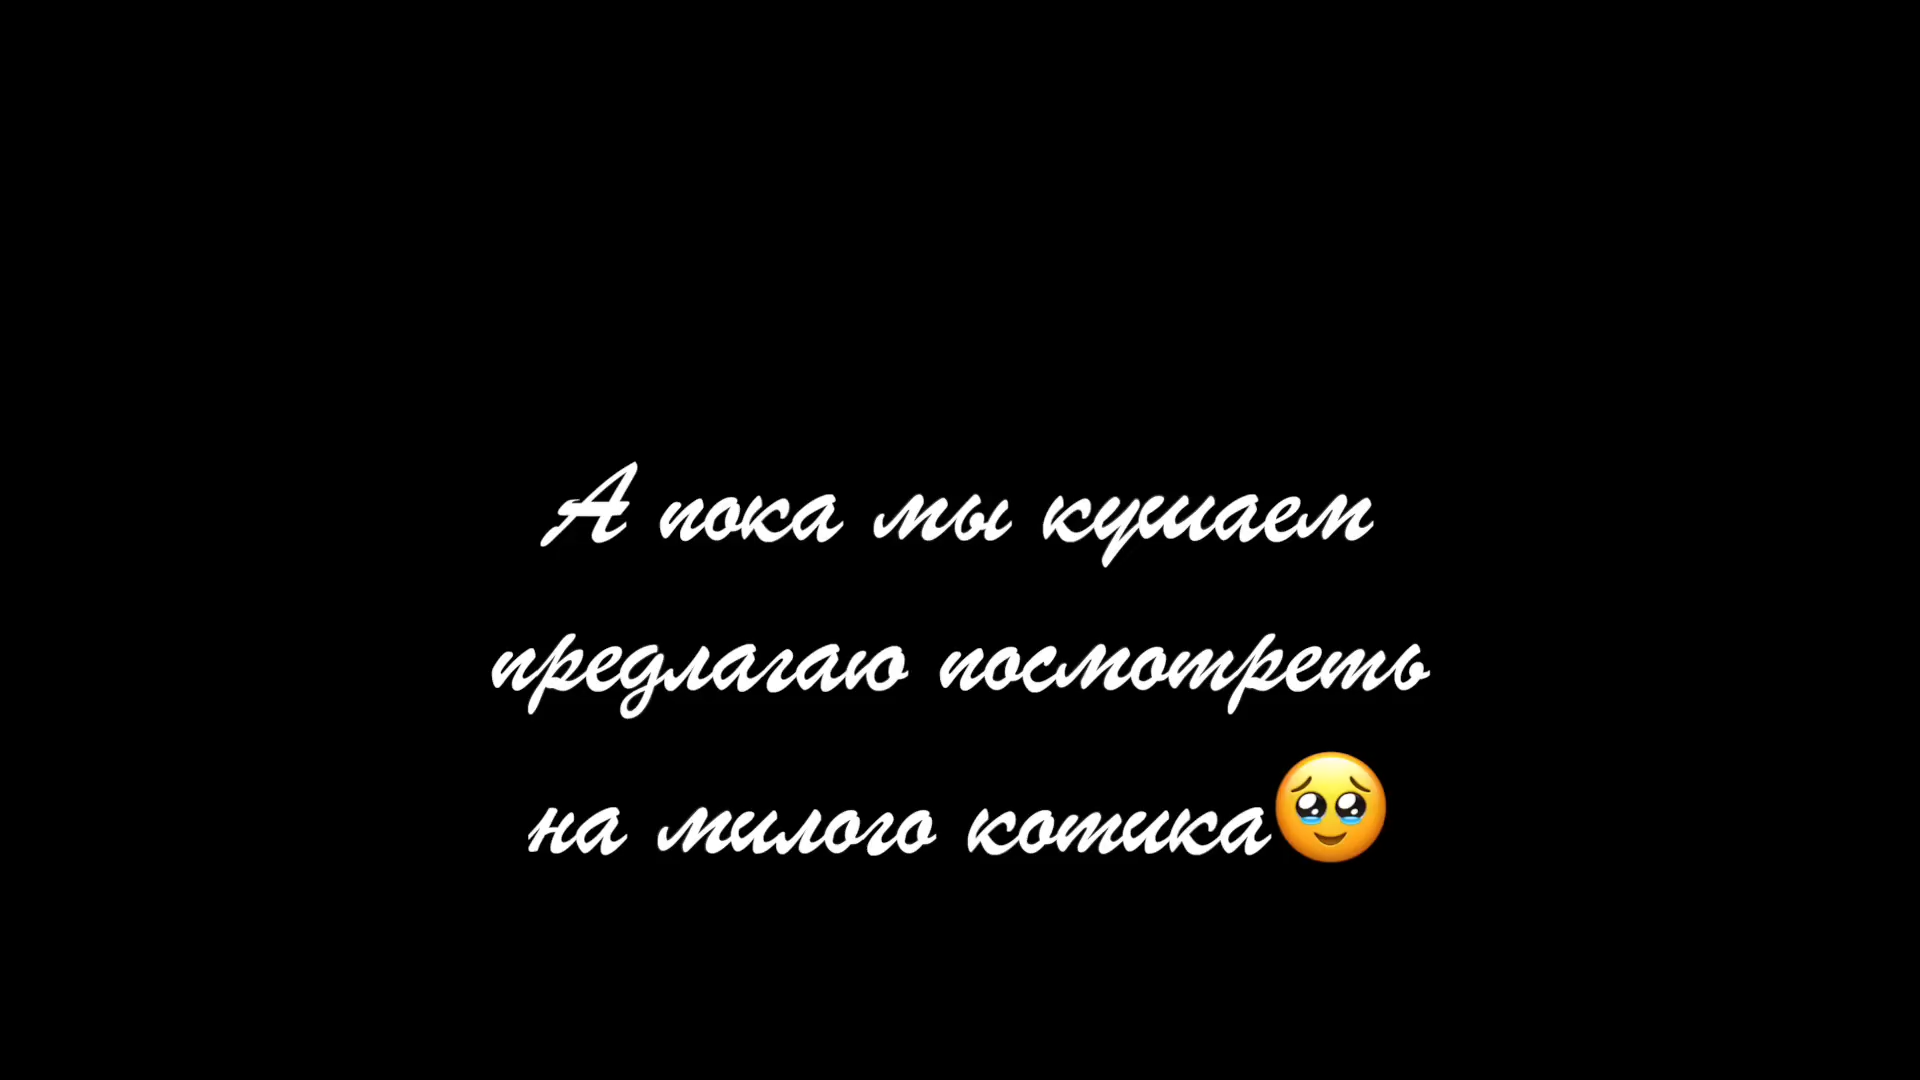 А пока мы кушаем
предлагаю посмотреть
на милого котика🥹